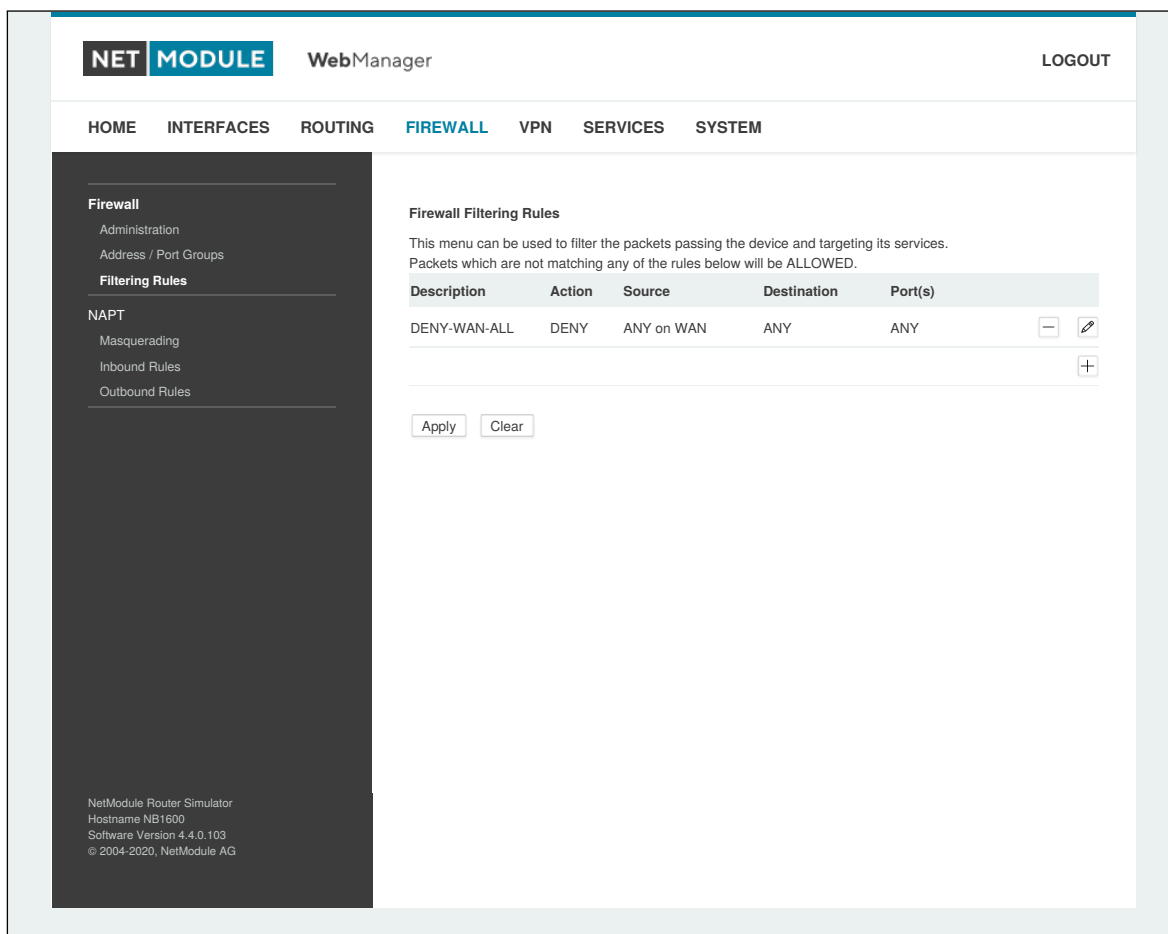 NET MODULE WebManager LOGOUT
HOME INTERFACES ROUTING FIREWALL VPN SERVICES SYSTEM
Firewall
Administration
Address / Port Groups
Filtering Rules
NAPT
Masquerading
Inbound Rules
Outbound Rules
Firewall Filtering Rules
This menu can be used to filter the packets passing the device and targeting its services.
Packets which are not matching any of the rules below will be ALLOWED.
Description Action Source Destination Port(s)
DENY-WAN-ALL DENY ANY on WAN ANY ANY
Apply Clear
NetModule Router Simulator
Hostname NB1600
Software Version 4.4.0.103
© 2004-2020, NetModule AG